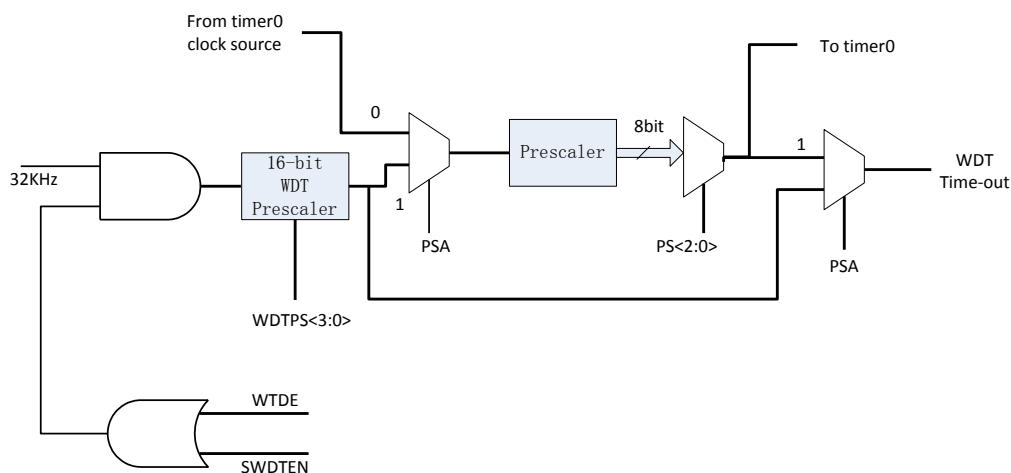 From timer0
clock source
To timer0
0
8bit
1
WDT
Time-out
32KHz
16-bit
WDT
Prescaler
Prescaler
1
PSA
PS<2:0>
PSA
WDTPS<3:0>
WTDE
SWDTEN